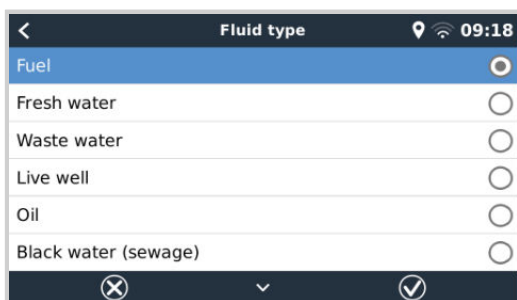 Fluid type 09:18
Fuel
Fresh water
Waste water
Live well
Oil
Black water (sewage)